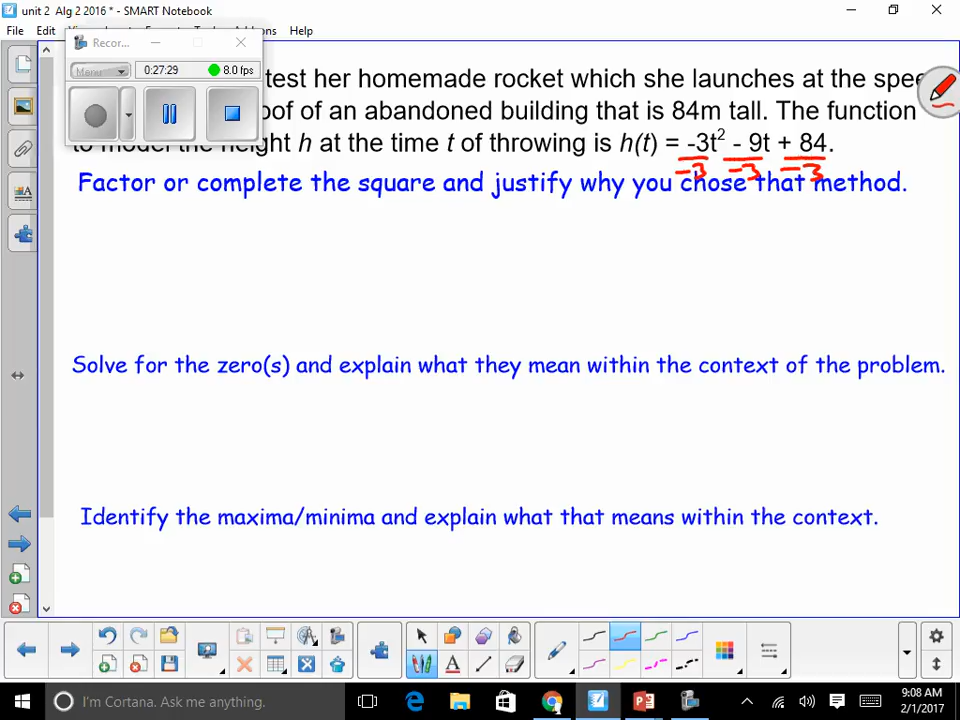 unit 2 Alg 2 2016 * - SMART Notebook
File Edit Help
Recor...
Menu
0:27:29 8.0 fps
test her homemade rocket which she launches at the spee
oof of an abandoned building that is 84m tall. The function
to model the height h at the time t of throwing is h(t) = -3t² - 9t + 84.
-3 -3 -3
Factor or complete the square and justify why you chose that method.
Solve for the zero(s) and explain what they mean within the context of the problem.
Identify the maxima/minima and explain what that means within the context.
I'm Cortana. Ask me anything.
9:08 AM
2/1/2017